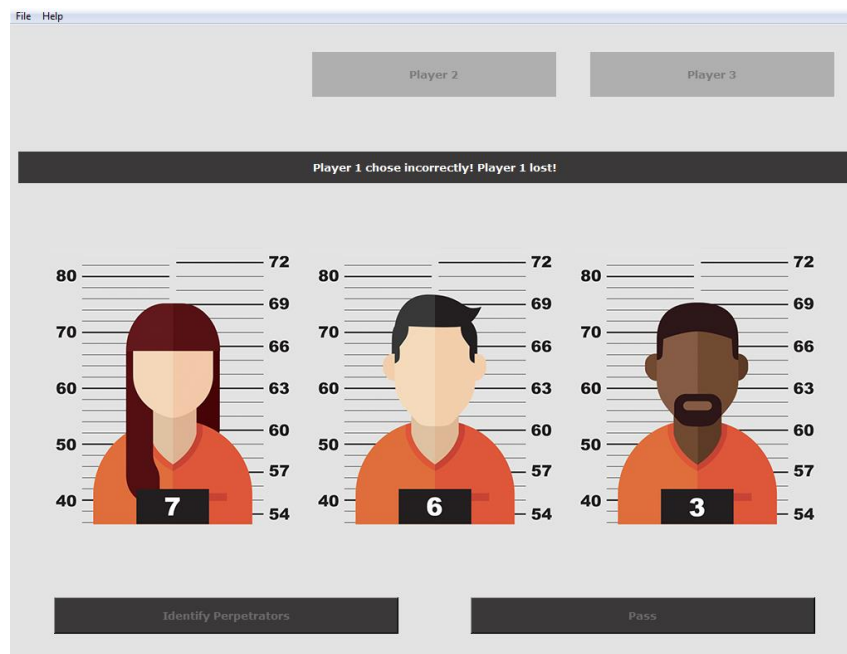 File Help
Player 2 Player 3
Player 1 chose incorrectly! Player 1 lost!
72 72 72
80 80 80
69 69 69
70 70 70
66 66 66
60 63 60 63 60 63
60 60 60
50 50 50
57 57 57
40 7 54 40 6 54 40 3 54
Identify Perpetrators Pass